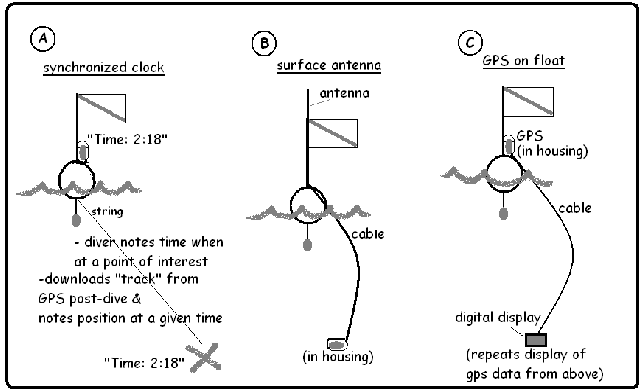 A
synchronized clock
"Time: 2:18"
string
- diver notes time when
at a point of interest
-downloads "track" from
GPS post-dive &
notes position at a given time
"Time: 2:18"
B
surface antenna
antenna
cable
(in housing)
C
GPS on float
GPS
(in housing)
cable
digital display
(repeats display of
gps data from above)